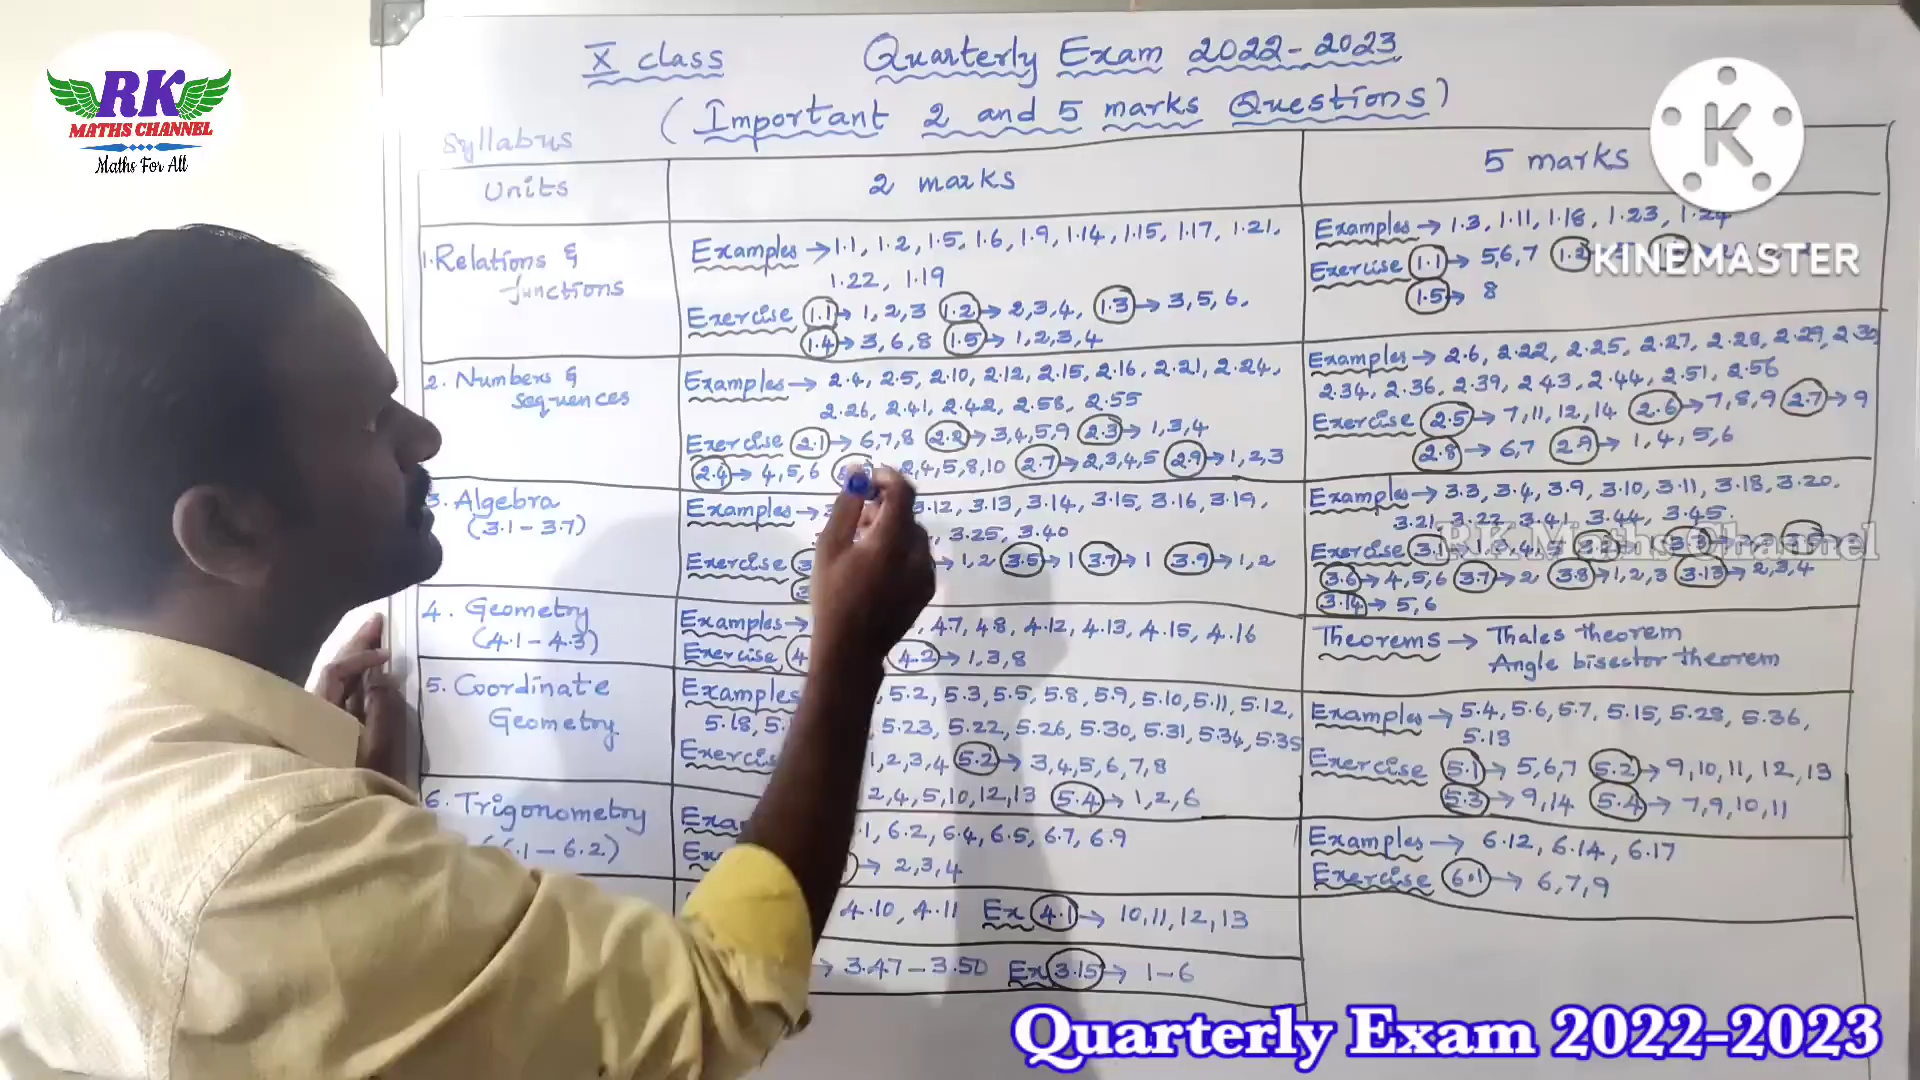 RK
MATHS CHANNEL
Maths For All
X class Quarterly Exam 2022-2023
(Important 2 and 5 marks Questions)
Syllabus
Units
2 marks
5 marks
1. Relations & functions
Examples → 1.1, 1.2, 1.5, 1.6, 1.9, 1.14, 1.15, 1.17, 1.21,
1.22, 1.19
Exercise 1.1 → 1, 2, 3 1.2 → 2, 3, 4, 1.3 → 3, 5, 6,
1.4 → 3, 6, 8 1.5 → 1, 2, 3, 4
Examples → 1.3, 1.11, 1.18, 1.23, 1.24
Exercise 1.1 → 5, 6, 7 1.2
1.5 → 8
2. Numbers & Sequences
Examples → 2.4, 2.5, 2.10, 2.12, 2.15, 2.16, 2.21, 2.24,
2.26, 2.41, 2.42, 2.58, 2.55
Exercise 2.1 → 6, 7, 8 2.2 → 3, 4, 5, 9 2.3 → 1, 3, 4
2.4 → 4, 5, 6 2, 4, 5, 8, 10 2.7 → 2, 3, 4, 5 2.9 → 1, 2, 3
Examples → 2.6, 2.22, 2.25, 2.27, 2.28, 2.29, 2.30
2.34, 2.36, 2.39, 2.43, 2.44, 2.51, 2.56
Exercise 2.5 → 7, 11, 12, 14 2.6 → 7, 8, 9 2.7 → 9
2.8 → 6, 7 2.9 → 1, 4, 5, 6
3. Algebra
(3.1 - 3.7)
Examples → 3.12, 3.13, 3.14, 3.15, 3.16, 3.19,
3.25, 3.40
Exercise → 1, 2 3.5 → 1 3.7 → 1 3.9 → 1, 2
Examples → 3.3, 3.4, 3.9, 3.10, 3.11, 3.18, 3.20,
3.21, 3.22, 3.41, 3.44, 3.45.
Exercise 3.1
3.6 → 4, 5, 6 3.7 → 2 3.8 → 1, 2, 3 3.13 → 2, 3, 4
3.14 → 5, 6
4. Geometry
(4.1 - 4.3)
Examples → 4.7 4.8, 4.12, 4.13, 4.15, 4.16
Exercise 4.2 → 1, 3, 8
Theorems → Thales theorem
Angle bisector theorem
5. Coordinate
Geometry
Examples 5.2, 5.3, 5.5, 5.8, 5.9, 5.10, 5.11, 5.12,
5.18, 5.23, 5.22, 5.26, 5.30, 5.31, 5.34, 5.35
Exercise 1, 2, 3, 4 5.2 → 3, 4, 5, 6, 7, 8
2, 4, 5, 10, 12, 13 5.4 → 1, 2, 6
Examples → 5.4, 5.6, 5.7, 5.15, 5.28, 5.36,
5.13
Exercise 5.1 → 5, 6, 7 5.2 → 9, 10, 11, 12, 13
5.3 → 9, 14 5.4 → 7, 9, 10, 11
6. Trigonometry
(6.1 - 6.2)
6.2, 6.4, 6.5, 6.7, 6.9
→ 2, 3, 4
Examples → 6.12, 6.14, 6.17
Exercise 6.1 → 6, 7, 9
4.10, 4.11 Ex 4.1 → 10, 11, 12, 13
→ 3.47 - 3.50 Ex 3.15 → 1 - 6
K
KINEMASTER
RK Maths Channel
Quarterly Exam 2022-2023